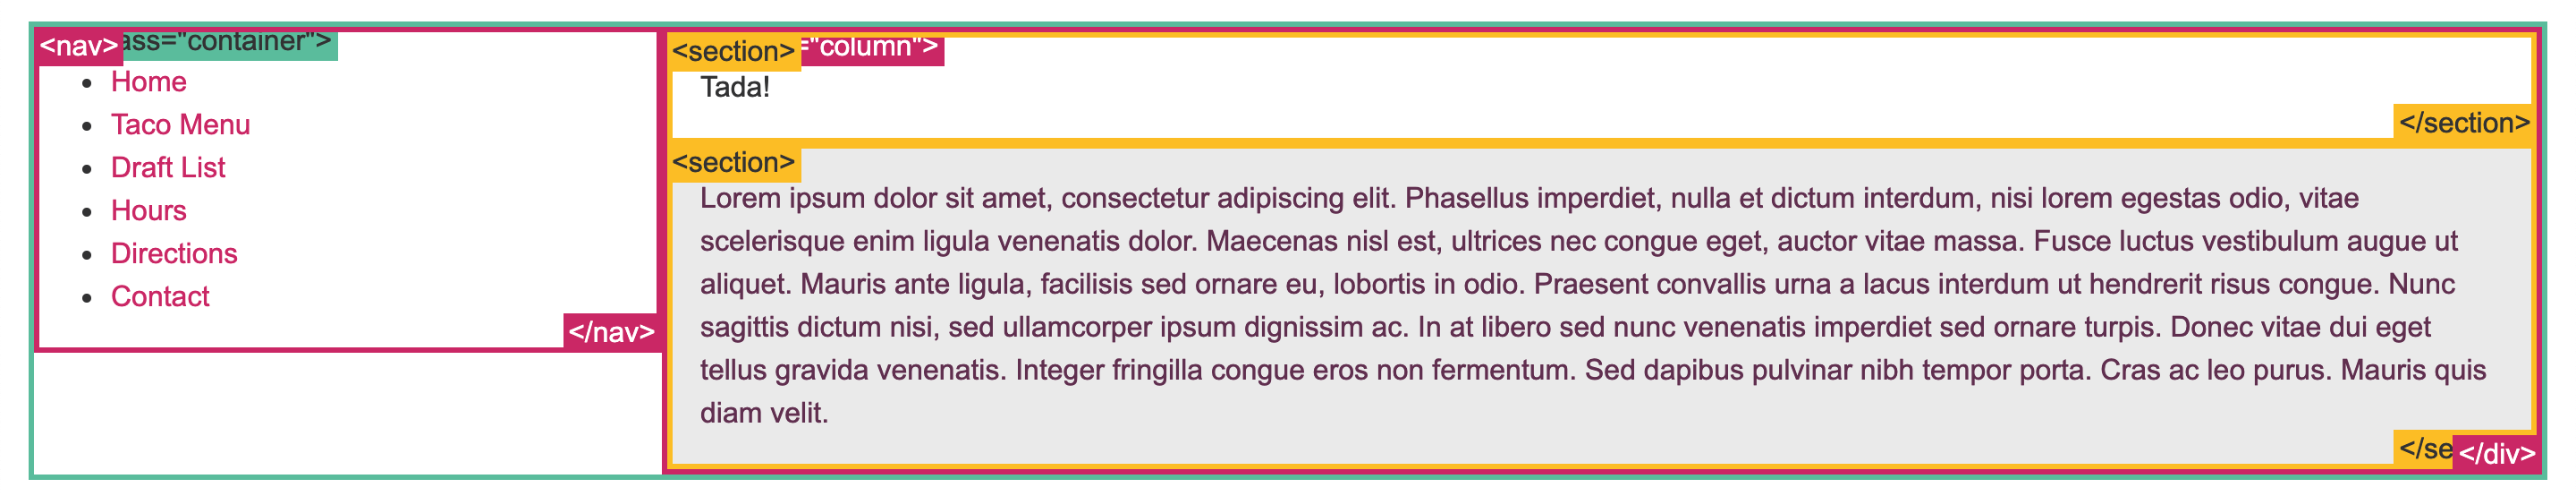 <nav>
ass="container">
Home
Taco Menu
Draft List
Hours
Directions
Contact
</nav>
<section>
="column">
Tada!
</section>
<section>
Lorem ipsum dolor sit amet, consectetur adipiscing elit. Phasellus imperdiet, nulla et dictum interdum, nisi lorem egestas odio, vitae
scelerisque enim ligula venenatis dolor. Maecenas nisl est, ultrices nec congue eget, auctor vitae massa. Fusce luctus vestibulum augue ut
aliquet. Mauris ante ligula, facilisis sed ornare eu, lobortis in odio. Praesent convallis urna a lacus interdum ut hendrerit risus congue. Nunc
sagittis dictum nisi, sed ullamcorper ipsum dignissim ac. In at libero sed nunc venenatis imperdiet sed ornare turpis. Donec vitae dui eget
tellus gravida venenatis. Integer fringilla congue eros non fermentum. Sed dapibus pulvinar nibh tempor porta. Cras ac leo purus. Mauris quis
diam velit.
</se
</div>